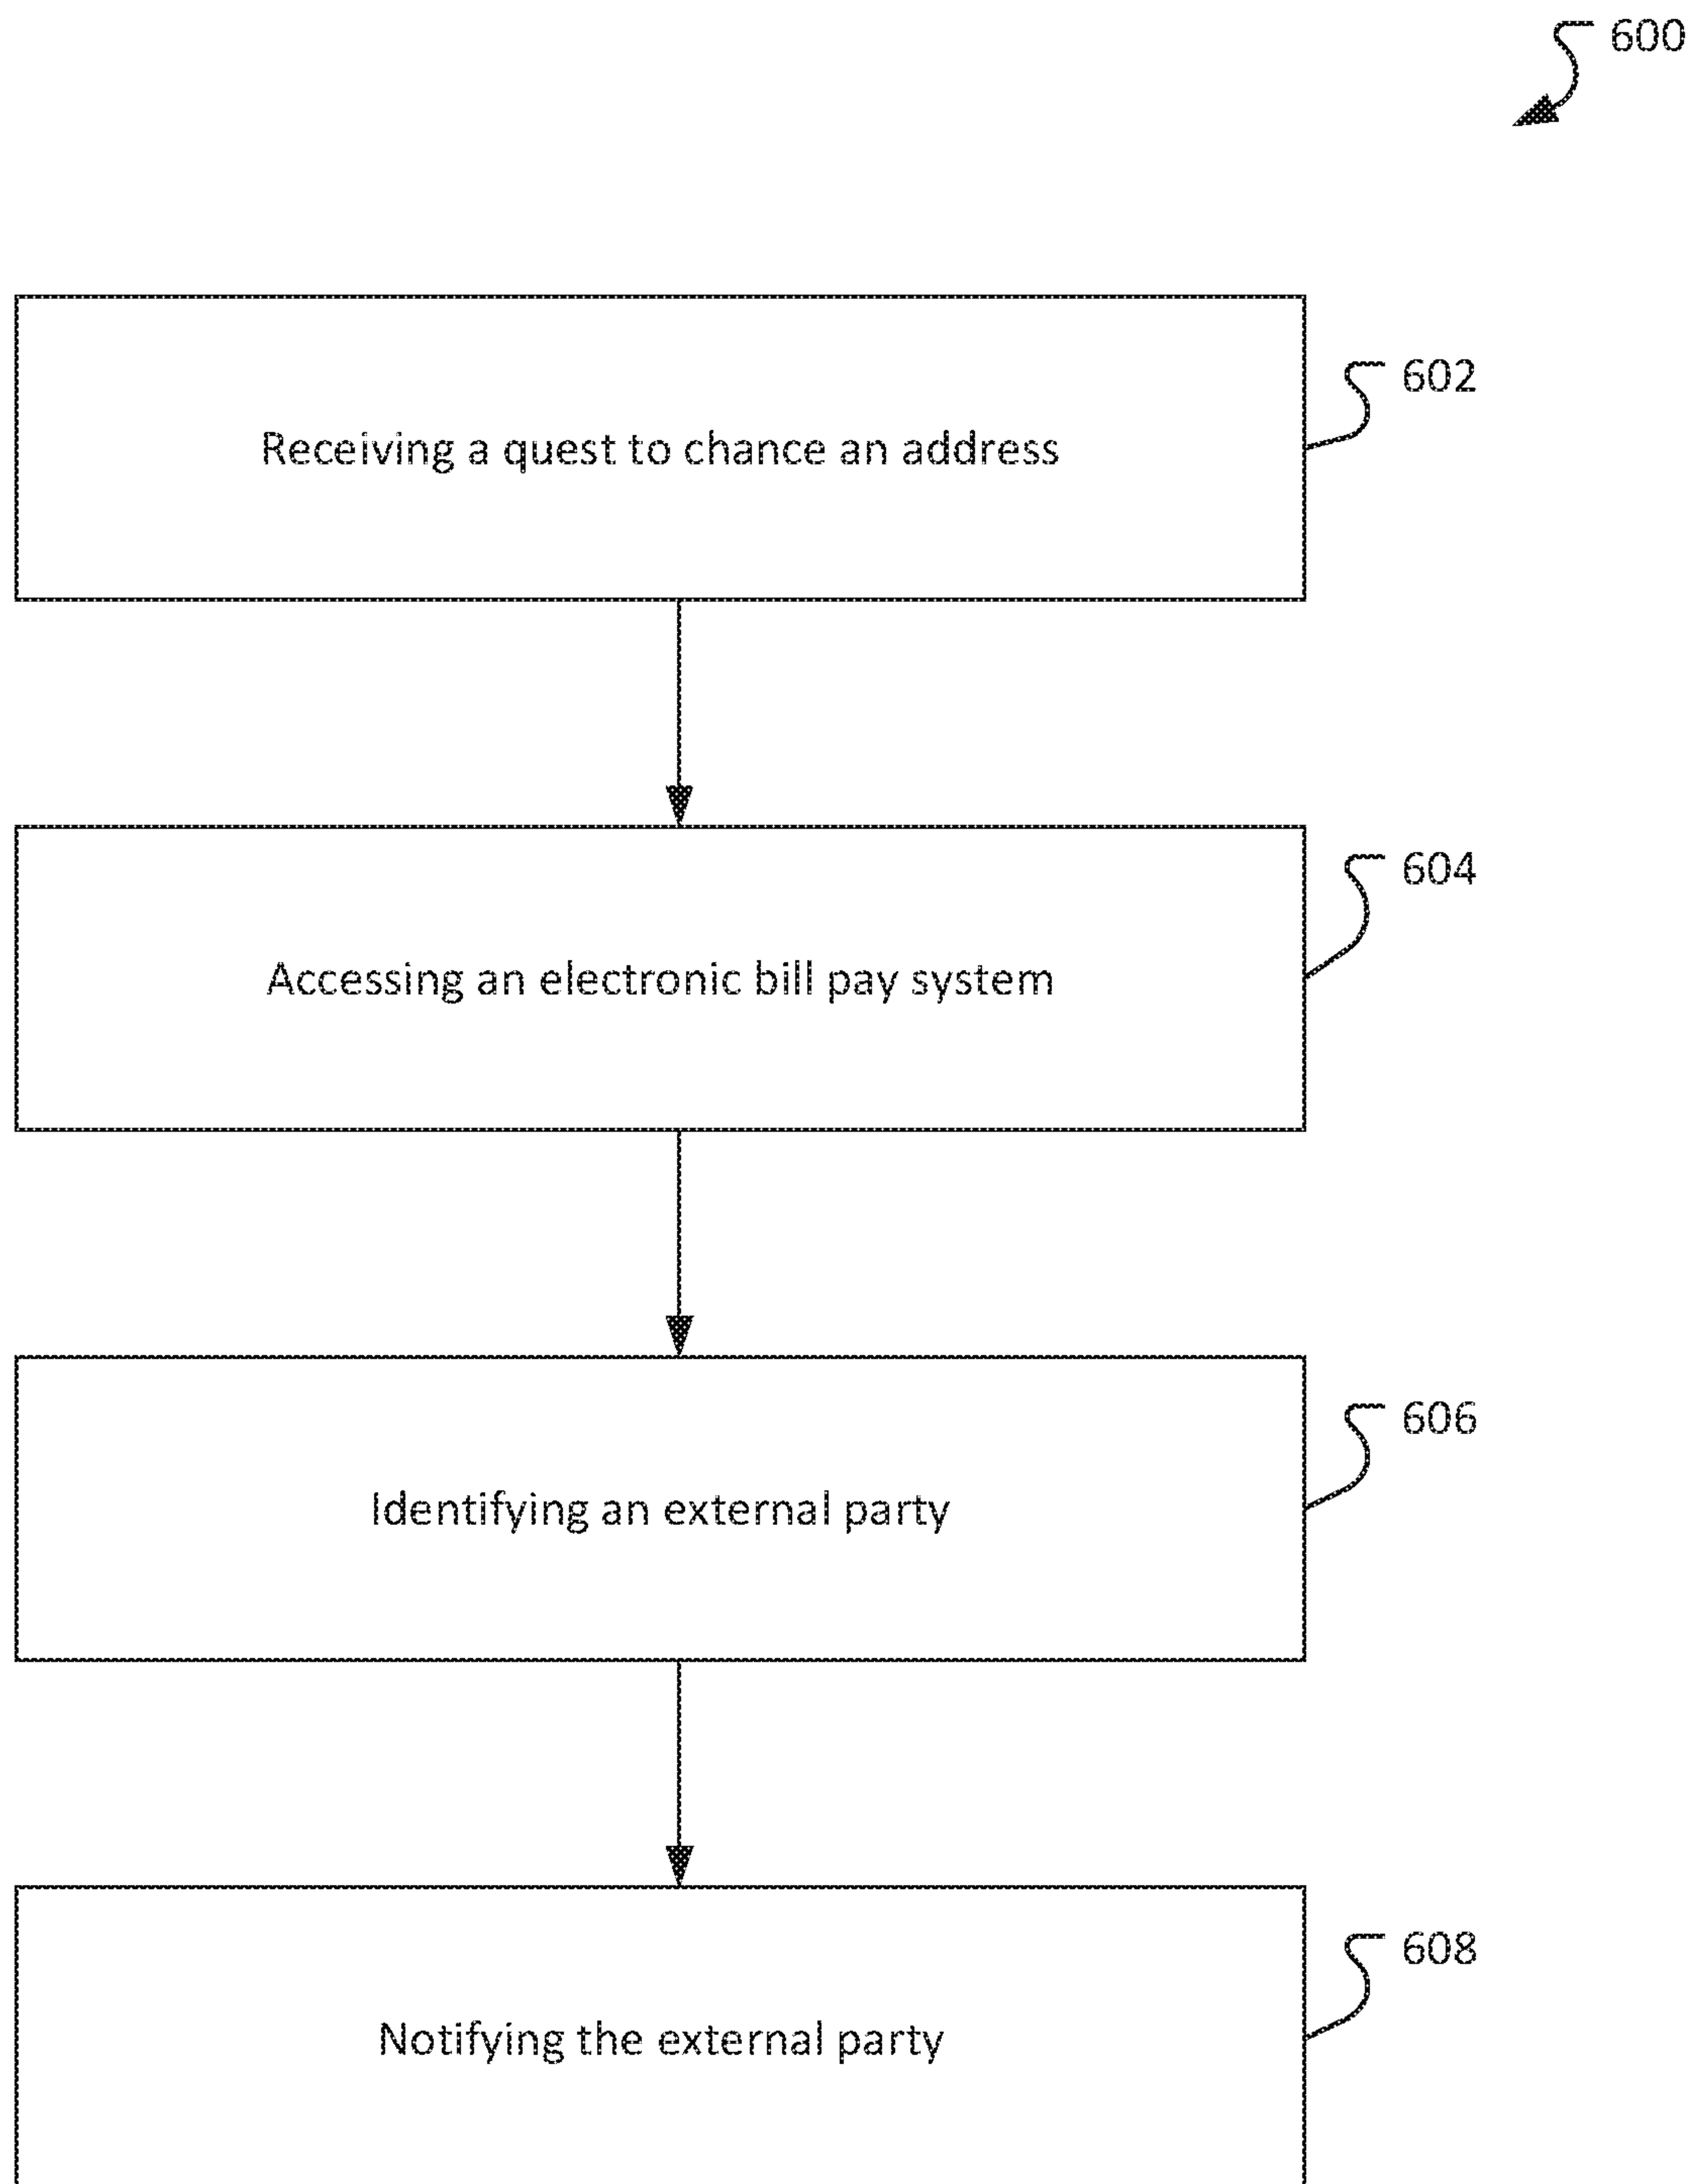 600
Receiving a quest to chance an address
602
Accessing an electronic bill pay system
604
Identifying an external party
606
Notifying the external party
608